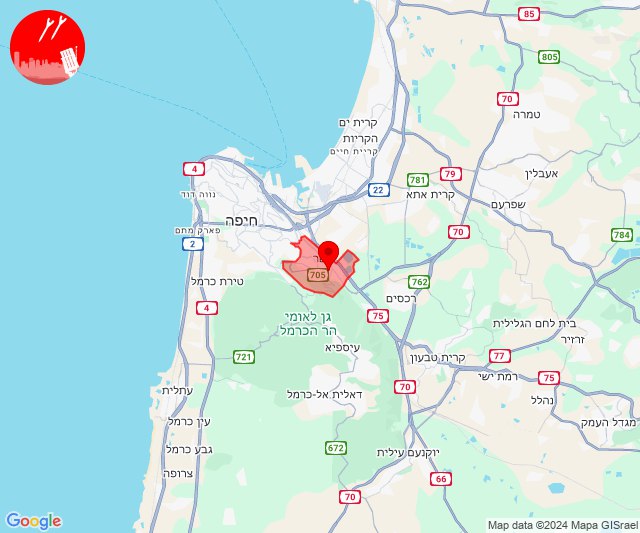 85
805
70
טמרה
קרית ים
הקריות
קריית חיים
4
79
781
אעבלין
22
קרית אתא
שפרעם
נווה דוד
חיפה
פארק מחם
70
784
2
705
762
טירת כרמל
רכסים
4
גן לאומי
הר הכרמל
75
בית לחם הגלילית
זרזיר
עיספיא
721
קרית טבעון
77
רמת ישי
75
70
עתלית
דאלית אל-כרמל
נהלל
עין כרמל
מגדל העמק
גבע כרמל
672
יוקנעם עילית
צרופה
66
70
Google
Map data ©2024 Mapa GISrael